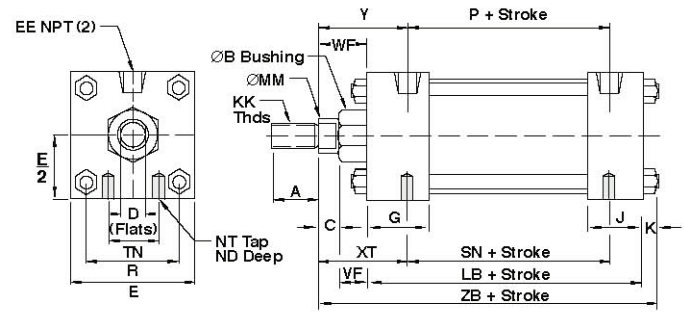 Y
P + Stroke
EE NPT (2)
WF
ØB Bushing
ØMM
KK
Thds
E
2
A
D
(Flats)
C
G
J
K
NT Tap
ND Deep
TN
XT
SN + Stroke
R
VF
LB + Stroke
E
ZB + Stroke